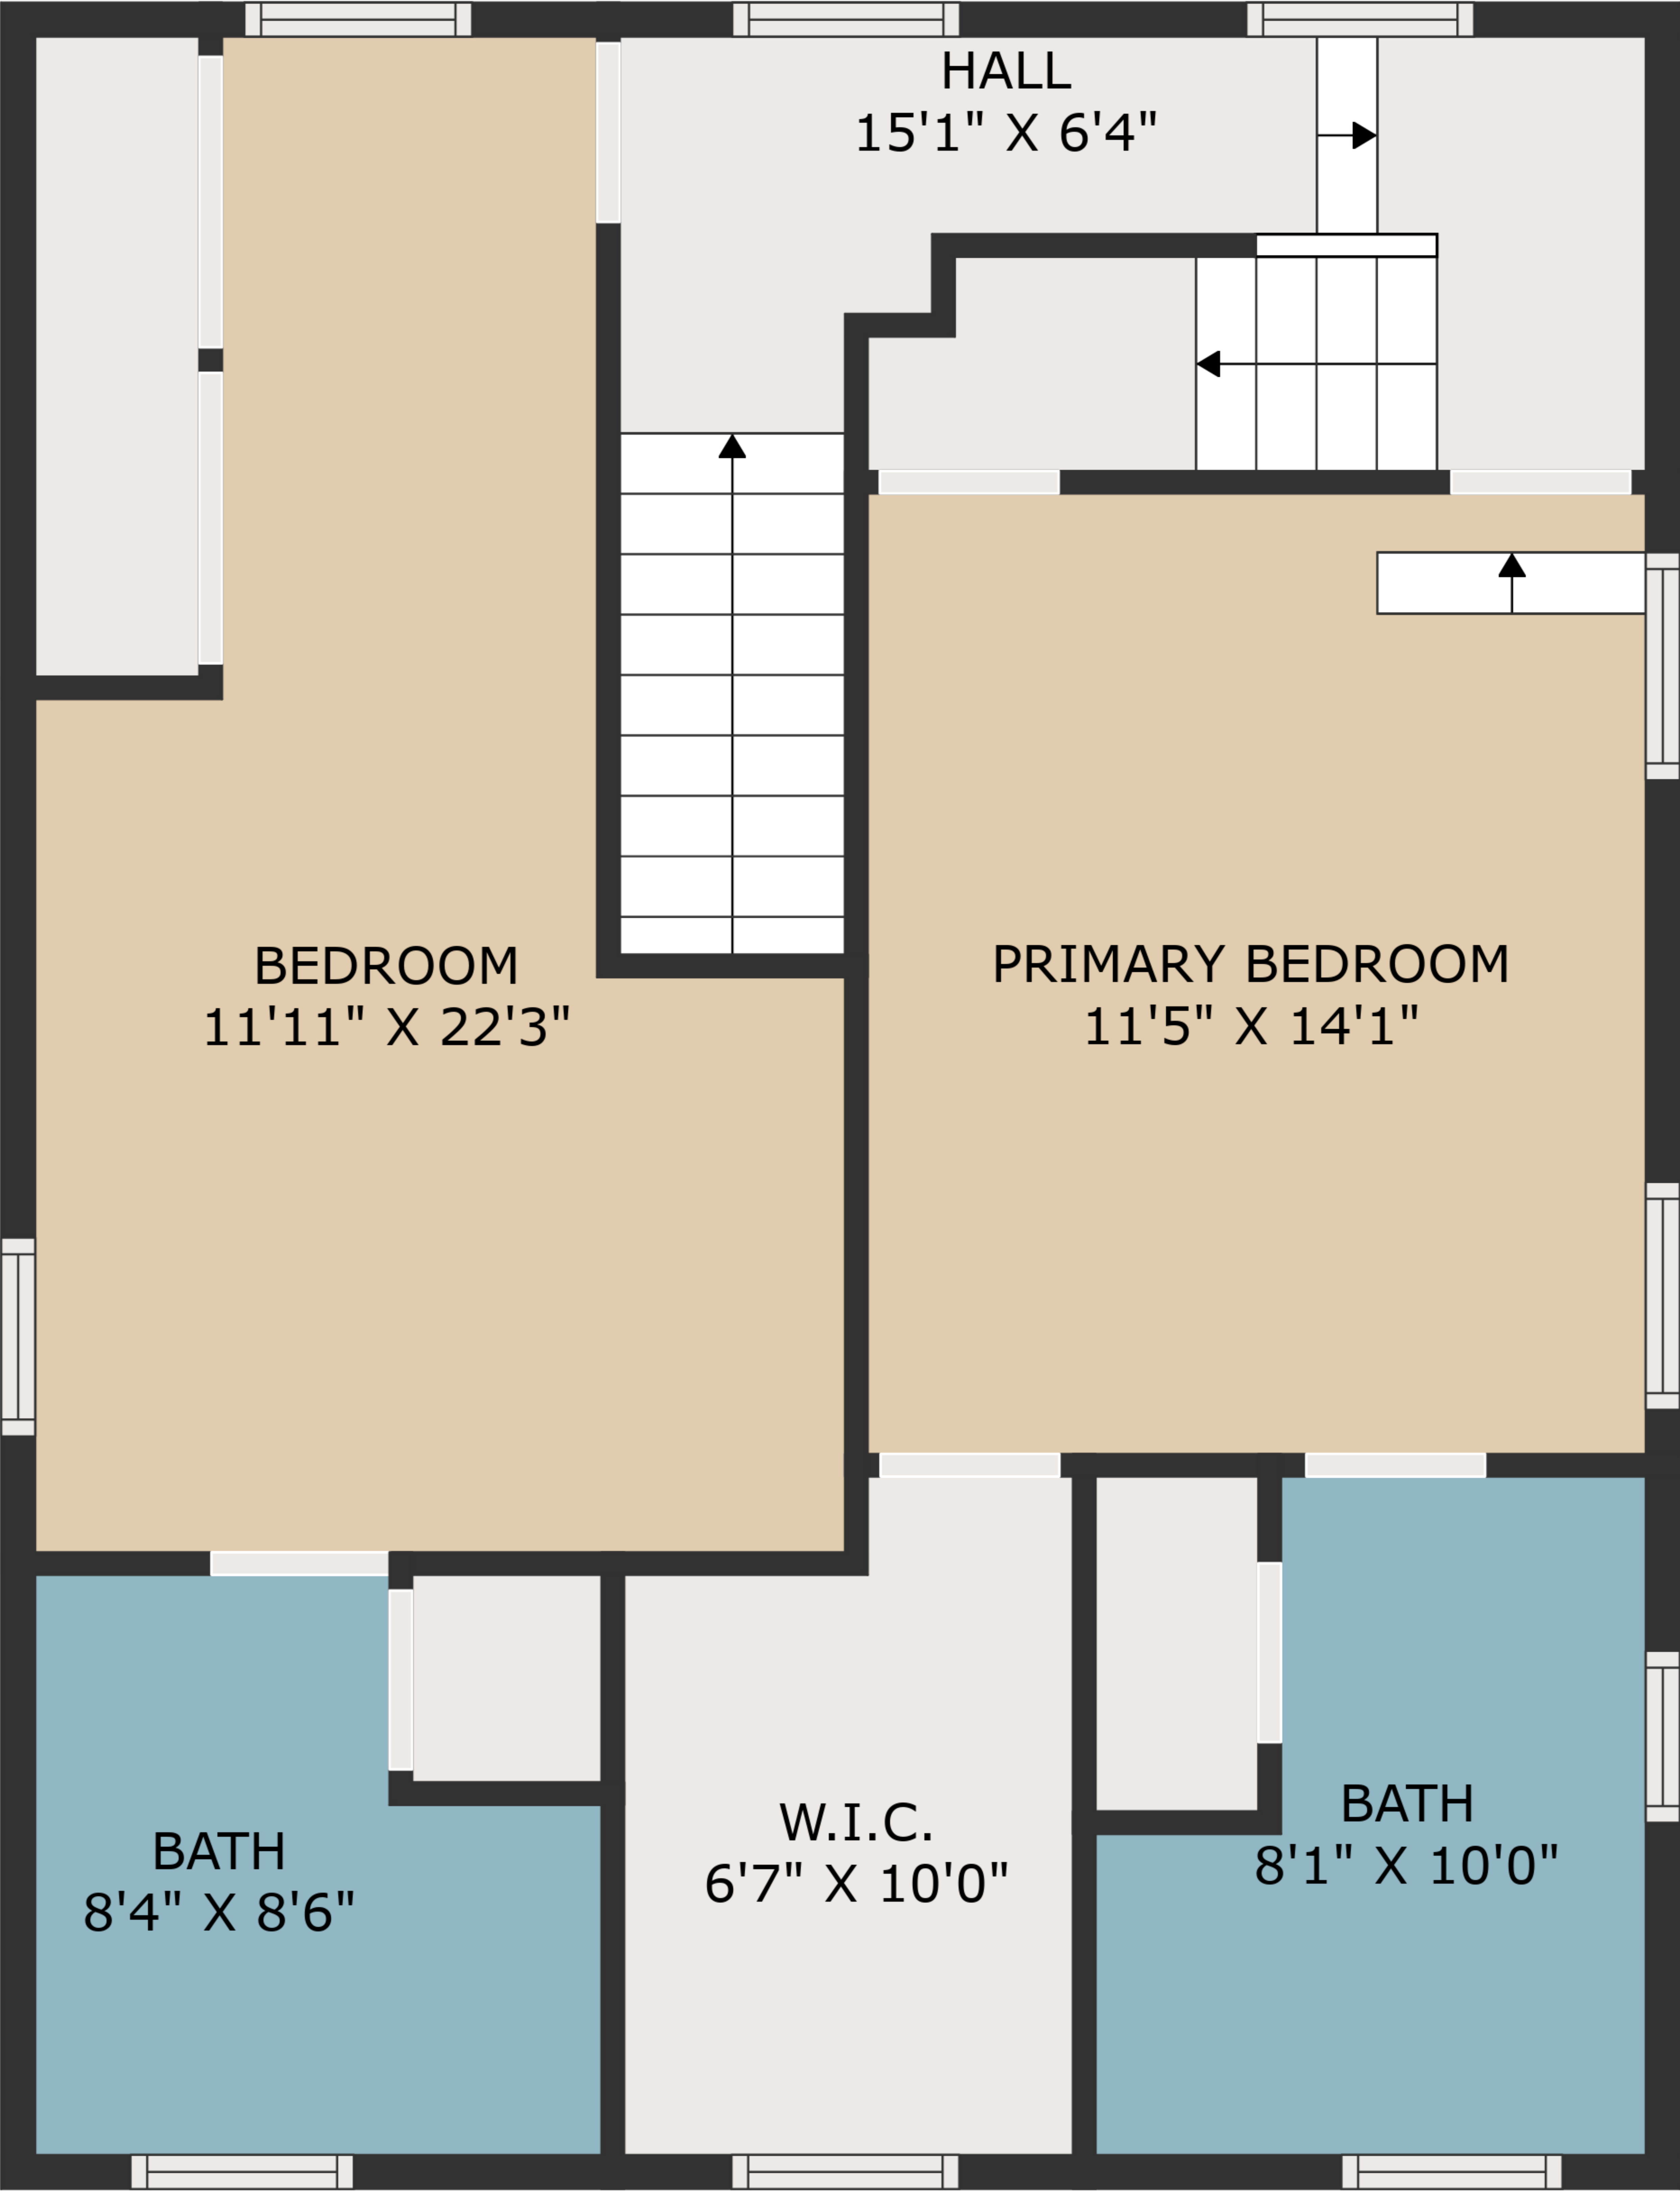 HALL
15'1" X 6'4"
BEDROOM
11'11" X 22'3"
PRIMARY BEDROOM
11'5" X 14'1"
BATH
8'4" X 8'6"
W.I.C.
6'7" X 10'0"
BATH
8'1" X 10'0"